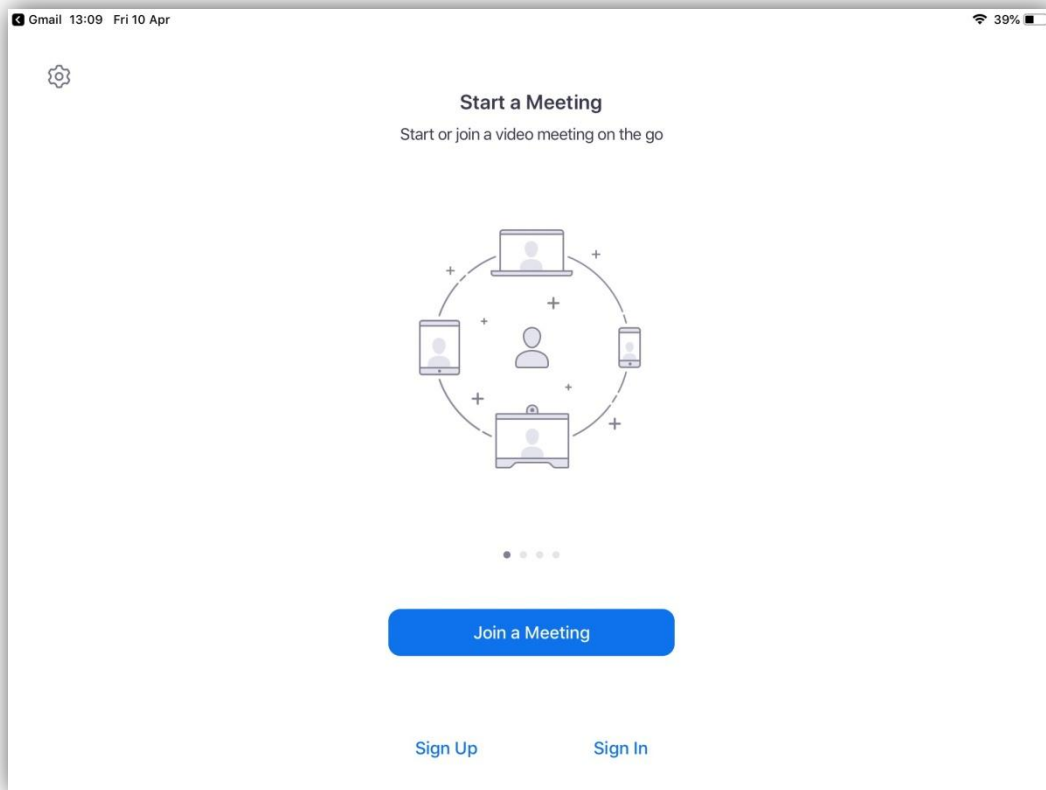 Gmail 13:09 Fri 10 Apr 39%
Start a Meeting
Start or join a video meeting on the go
Join a Meeting
Sign Up Sign In